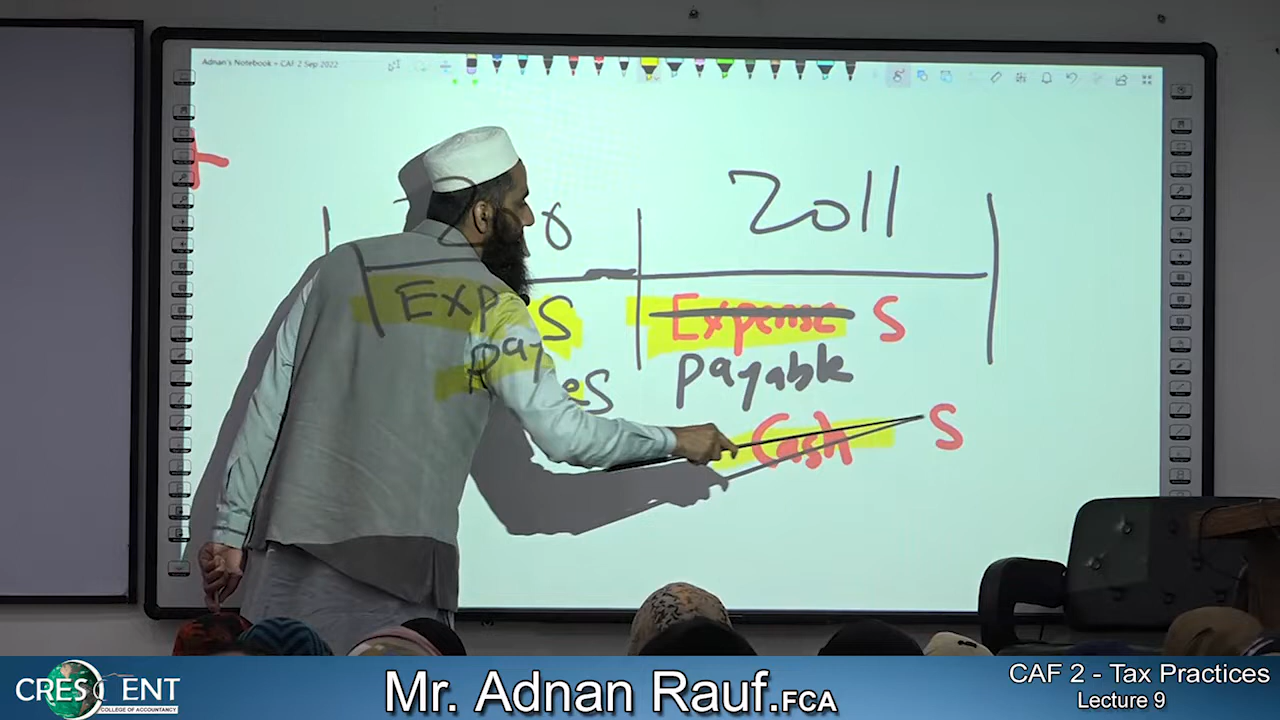 Adnan's Notebook » CAF 2 Sep 2022
2011
Expense S
S
Payable
Cash S
CRESCENT
COLLEGE OF ACCOUNTANCY
Mr. Adnan Rauf.FCA
CAF 2 - Tax Practices
Lecture 9